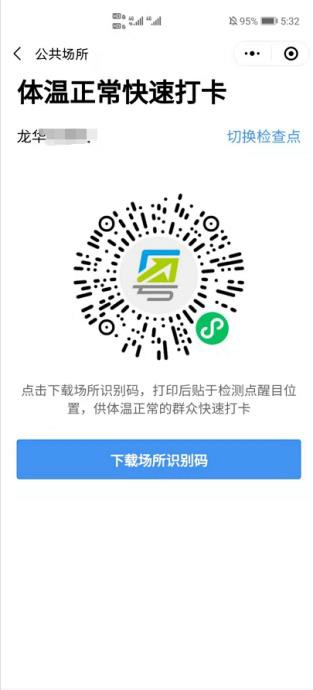 95% 5:32
公共场所
体温正常快速打卡
龙华
切换检查点
点击下载场所识别码，打印后贴于检测点醒目位
置，供体温正常的群众快速打卡
下载场所识别码